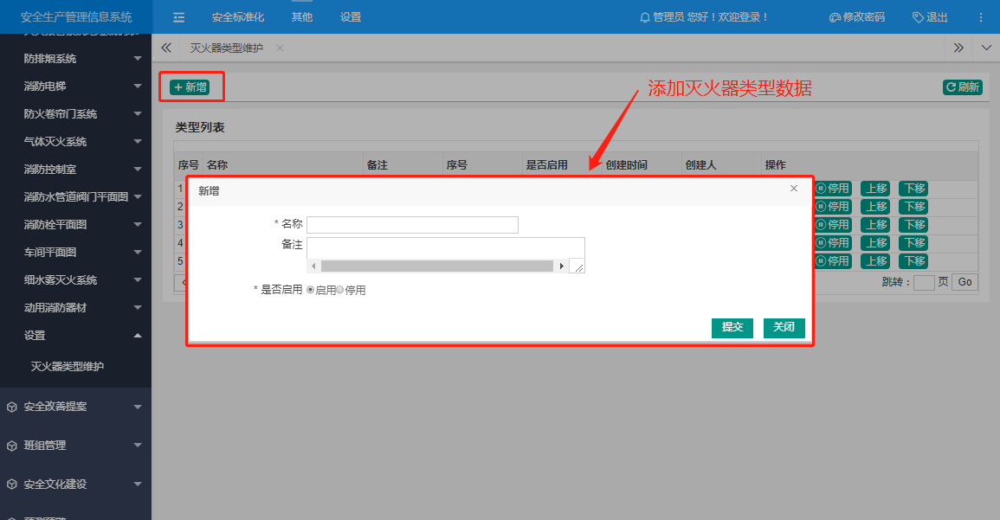 安全生产管理信息系统
安全标准化 其他 设置
管理员 您好！欢迎登录！ 修改密码 退出
灭火器类型维护
防排烟系统
消防电梯
防火卷帘门系统
气体灭火系统
消防控制室
消防水管道阀门平面图
消防栓平面图
车间平面图
细水雾灭火系统
动用消防器材
设置
灭火器类型维护
安全改善提案
班组管理
安全文化建设
新增
添加灭火器类型数据
刷新
类型列表
序号 名称 备注 序号 是否启用 创建时间 创建人 操作
1 停用 上移 下移
2 停用 上移 下移
3 停用 上移 下移
4 停用 上移 下移
5 停用 上移 下移
跳转： 页 Go
新增
* 名称
备注
* 是否启用 启用 停用
提交 关闭